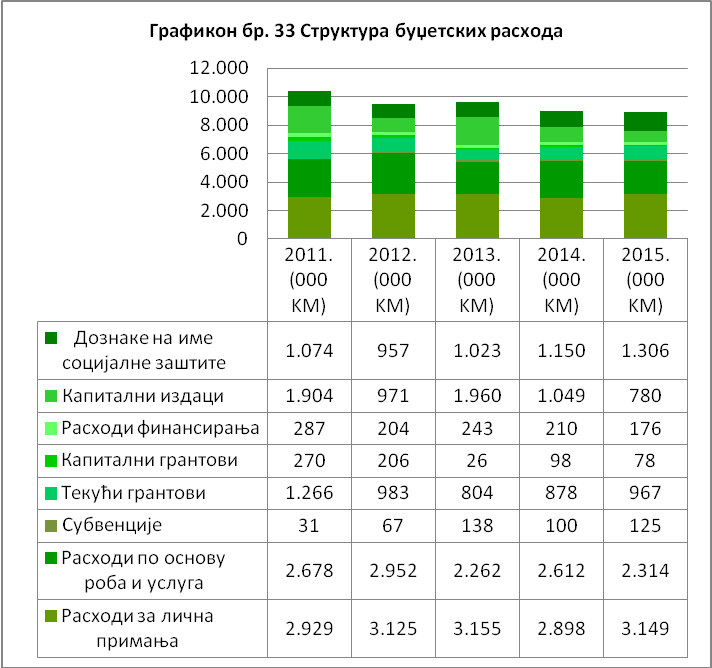 Графикон бр. 33 Структура буџетских расхода
12.000
10.000
8.000
6.000
4.000
2.000
0
2011. 2012. 2013. 2014. 2015.
(000 (000 (000 (000 (000
КМ) КМ) КМ) КМ) КМ)
Дознаке на име
социјалне заштите 1.074 957 1.023 1.150 1.306
Капитални издаци 1.904 971 1.960 1.049 780
Расходи финансирања 287 204 243 210 176
Капитални грантови 270 206 26 98 78
Текући грантови 1.266 983 804 878 967
Субвенције 31 67 138 100 125
Расходи по основу
роба и услуга 2.678 2.952 2.262 2.612 2.314
Расходи за лична
примања 2.929 3.125 3.155 2.898 3.149